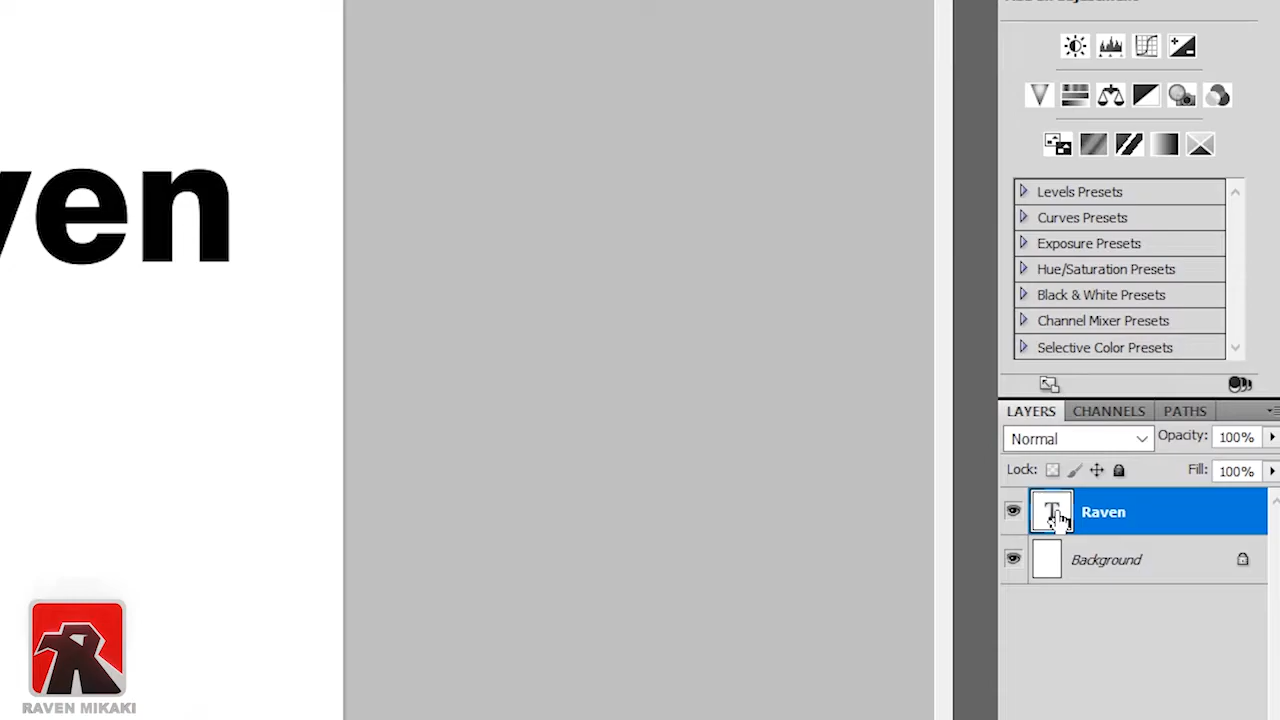 ven
Levels Presets
Curves Presets
Exposure Presets
Hue/Saturation Presets
Black & White Presets
Channel Mixer Presets
Selective Color Presets
LAYERS CHANNELS PATHS
Normal Opacity: 100%
Lock: Fill: 100%
T Raven
Background
RAVEN MIKAKI